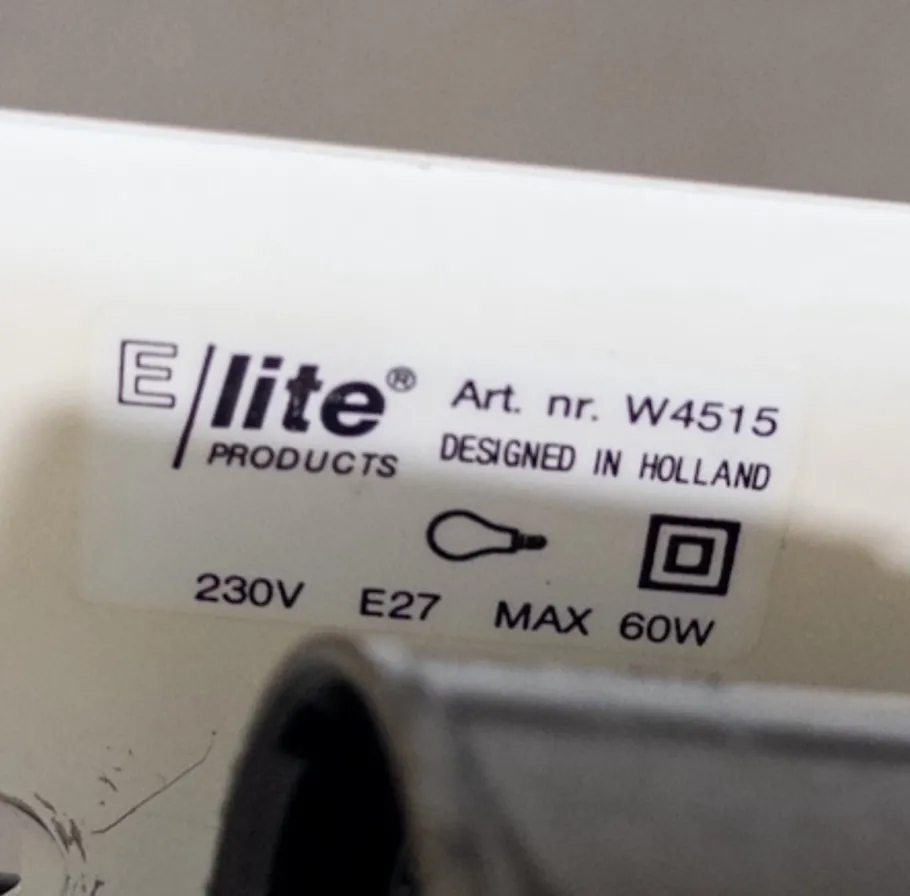 E/lite® Art. nr. W4515
PRODUCTS DESIGNED IN HOLLAND
230V E27 MAX 60W